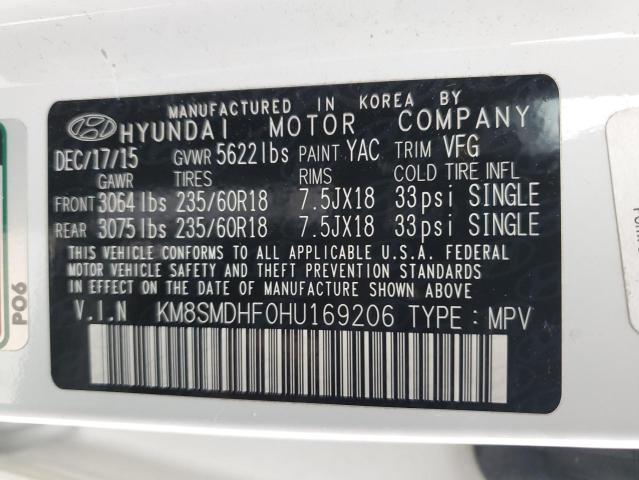 MANUFACTURED IN KOREA BY
HYUNDAI MOTOR COMPANY
DEC/17/15 GVWR 5622lbs PAINT YAC TRIM VFG
GAWR TIRES RIMS COLD TIRE INFL
FRONT 3064lbs 235/60R18 7.5JX18 33psi SINGLE
REAR 3075lbs 235/60R18 7.5JX18 33psi SINGLE
THIS VEHICLE CONFORMS TO ALL APPLICABLE U.S.A. FEDERAL
MOTOR VEHICLE SAFETY AND THEFT PREVENTION STANDARDS
IN EFFECT ON THE DATE OF MANUFACTURE SHOWN ABOVE
V.I.N KM8SMDHF0HU169206 TYPE : MPV
PO6